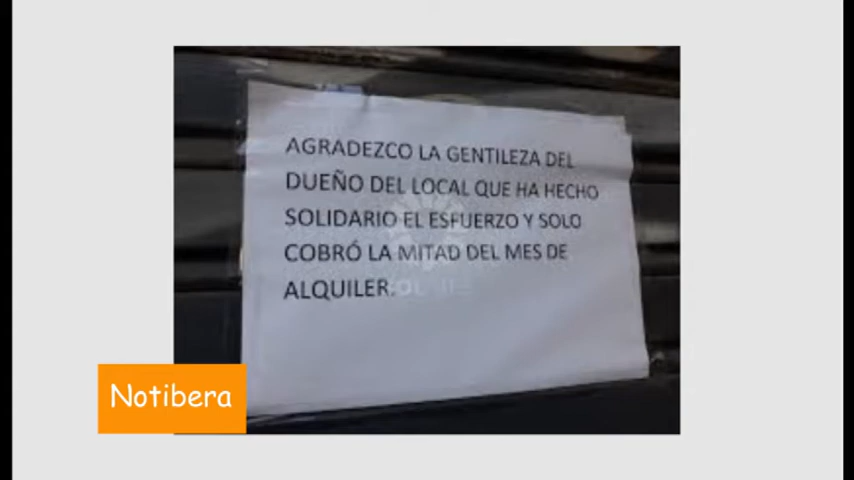 AGRADEZCO LA GENTILEZA DEL
DUEÑO DEL LOCAL QUE HA HECHO
SOLIDARIO EL ESFUERZO Y SOLO
COBRÓ LA MITAD DEL MES DE
ALQUILER.
Notibera